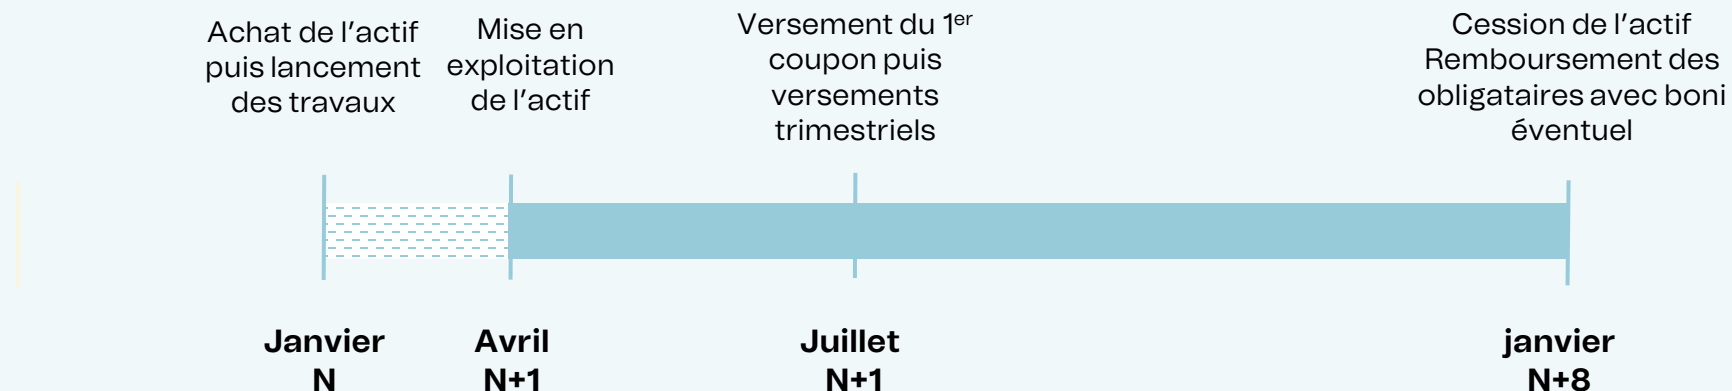 Achat de l'actif
puis lancement
des travaux
Mise en
exploitation
de l'actif
Versement du 1er
coupon puis
versements
trimestriels
Cession de l'actif
Remboursement des
obligataires avec boni
éventuel
Janvier
N
Avril
N+1
Juillet
N+1
janvier
N+8